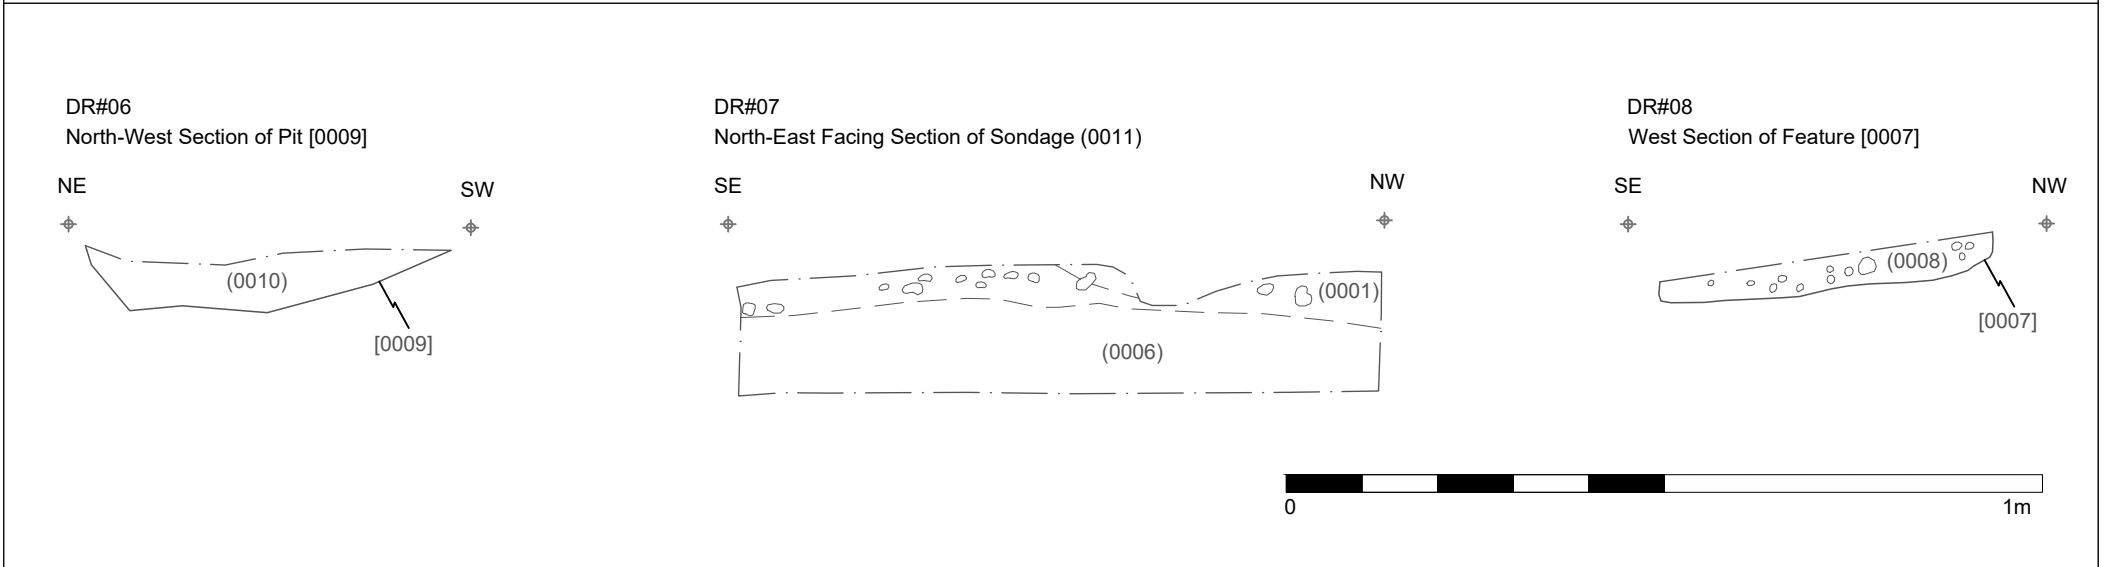 DR#06
North-West Section of Pit [0009]
NE
SW
(0010)
[0009]
DR#07
North-East Facing Section of Sondage (0011)
SE
NW
(0001)
(0006)
DR#08
West Section of Feature [0007]
SE
NW
(0008)
[0007]
0
1m